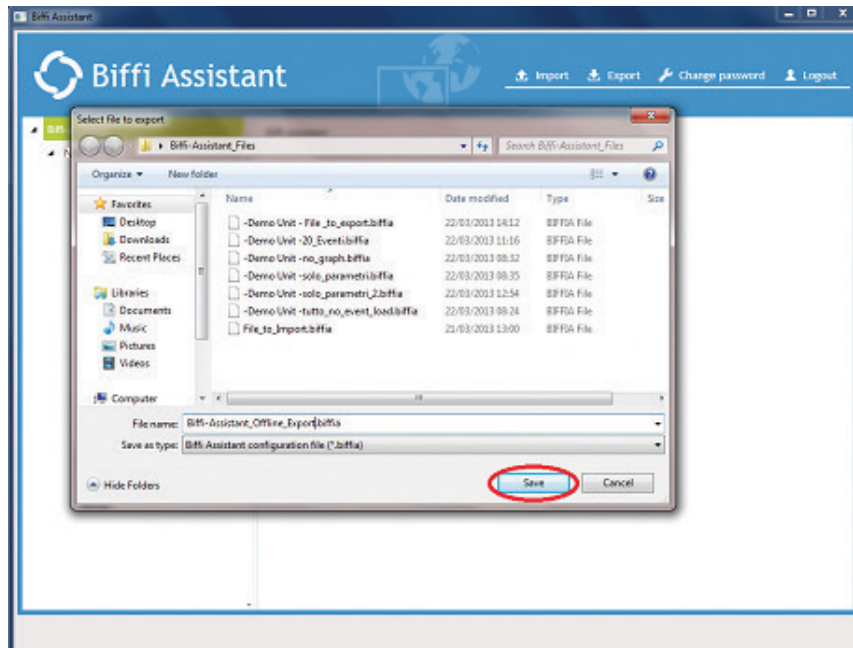 Biffi Assistant
Biffi Assistant
Import Export Change password Logout
Select file to export
Biffi-Assistant_Files
Search Biffi-Assistant_Files
Organize New folder
Name Date modified Type Size
Favorites
Desktop
Downloads
Recent Places
Libraries
Documents
Music
Pictures
Videos
Computer
-Demo Unit - File _to_export.biffia 22/03/2013 14:12 BIFFIA File
-Demo Unit -20_Eventi.biffia 22/03/2013 11:16 BIFFIA File
-Demo Unit -no_graph.biffia 22/03/2013 08:32 BIFFIA File
-Demo Unit -solo_parametri.biffia 22/03/2013 08:35 BIFFIA File
-Demo Unit -solo_parametri_2.biffia 22/03/2013 12:54 BIFFIA File
-Demo Unit -tutto_no_event_load.biffia 22/03/2013 08:24 BIFFIA File
File_to_Import.biffia 21/03/2013 13:00 BIFFIA File
File name: Biffi-Assistant_Offline_Export.biffia
Save as type: Biffi Assistant configuration file (*.biffia)
Hide Folders Save Cancel